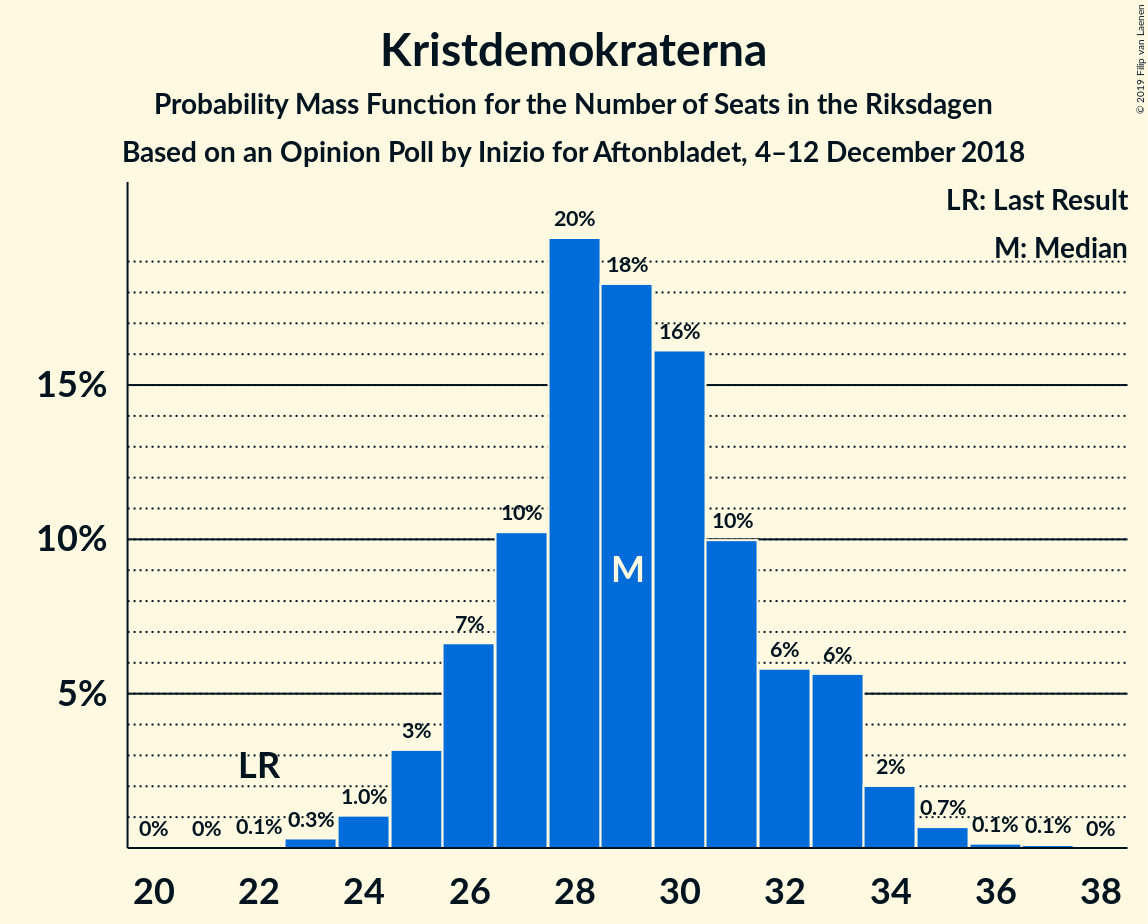 Kristdemokraterna
Probability Mass Function for the Number of Seats in the Riksdagen
Based on an Opinion Poll by Inizio for Aftonbladet, 4–12 December 2018
© 2019 Filip van Laenen
LR: Last Result
M: Median
15%
10%
5%
0%
0%
0.1%
0.3%
1.0%
3%
7%
10%
20%
18%
16%
10%
6%
6%
2%
0.7%
0.1%
0.1%
0%
LR
M
20 22 24 26 28 30 32 34 36 38